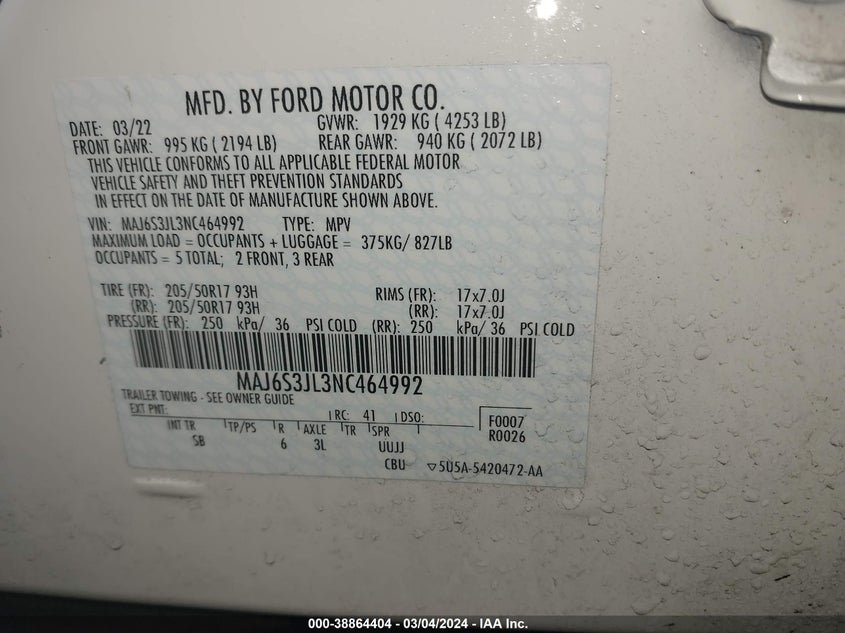 MFD. BY FORD MOTOR CO.
DATE: 03/22 GVWR: 1929 KG ( 4253 LB)
FRONT GAWR: 995 KG ( 2194 LB) REAR GAWR: 940 KG ( 2072 LB)
THIS VEHICLE CONFORMS TO ALL APPLICABLE FEDERAL MOTOR
VEHICLE SAFETY AND THEFT PREVENTION STANDARDS
IN EFFECT ON THE DATE OF MANUFACTURE SHOWN ABOVE.
VIN: MAJ6S3JL3NC464992 TYPE: MPV
MAXIMUM LOAD = OCCUPANTS + LUGGAGE = 375KG/ 827LB
OCCUPANTS = 5 TOTAL; 2 FRONT, 3 REAR
TIRE (FR): 205/50R17 93H RIMS (FR): 17x7.0J
(RR): 205/50R17 93H (RR): 17x7.0J
PRESSURE (FR): 250 kPa/ 36 PSI COLD (RR): 250 kPa/ 36 PSI COLD
MAJ6S3JL3NC464992
TRAILER TOWING - SEE OWNER GUIDE
EXT PNT: RC: 41 DSO: F0007
INT TR TP/PS R AXLE TR SPR R0026
SB 6 3L UUJJ
CBU ▽5U5A-5420472-AA
000-38864404 - 03/04/2024 - IAA Inc.